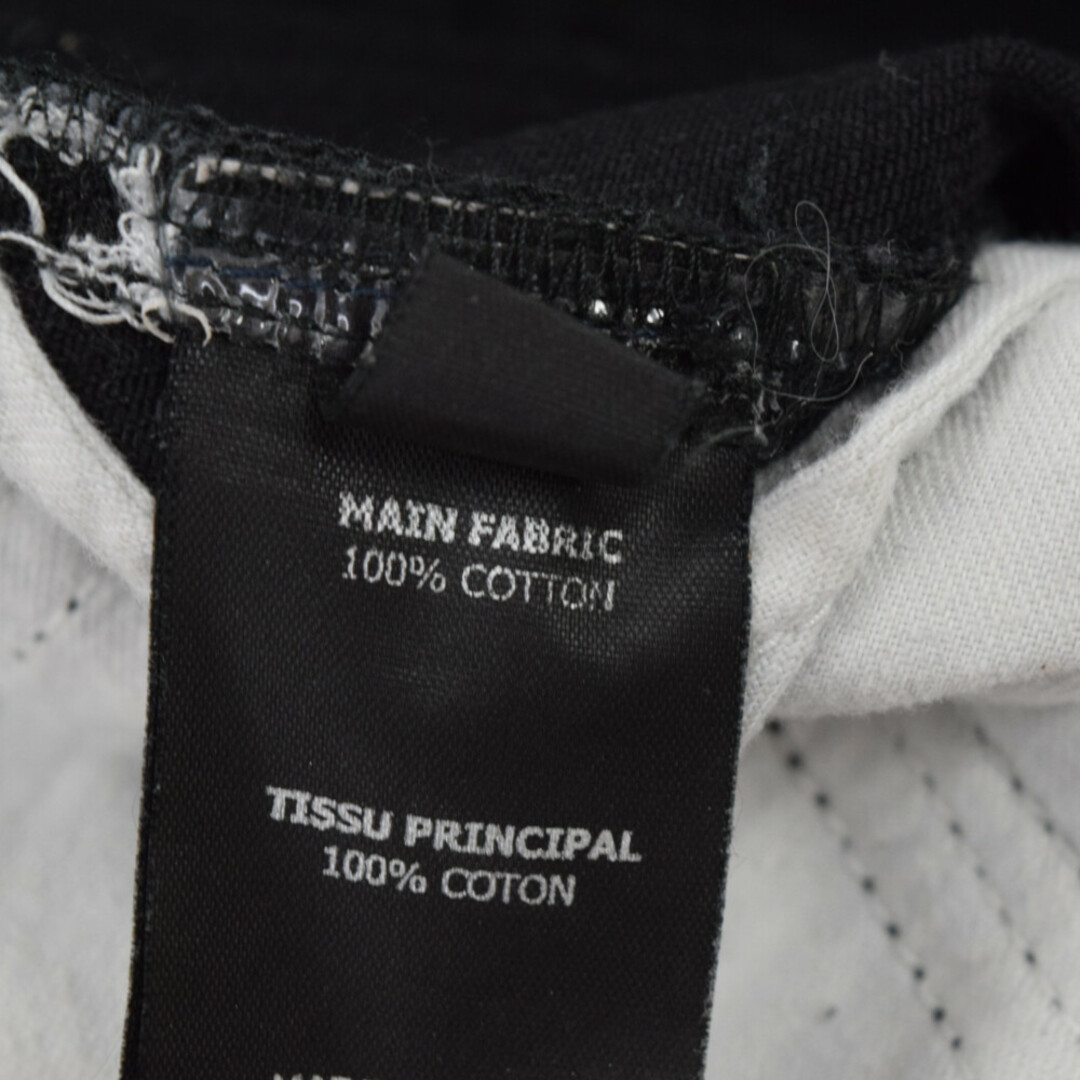 MAIN FABRIC
100% COTTON
TISSU PRINCIPAL
100% COTON